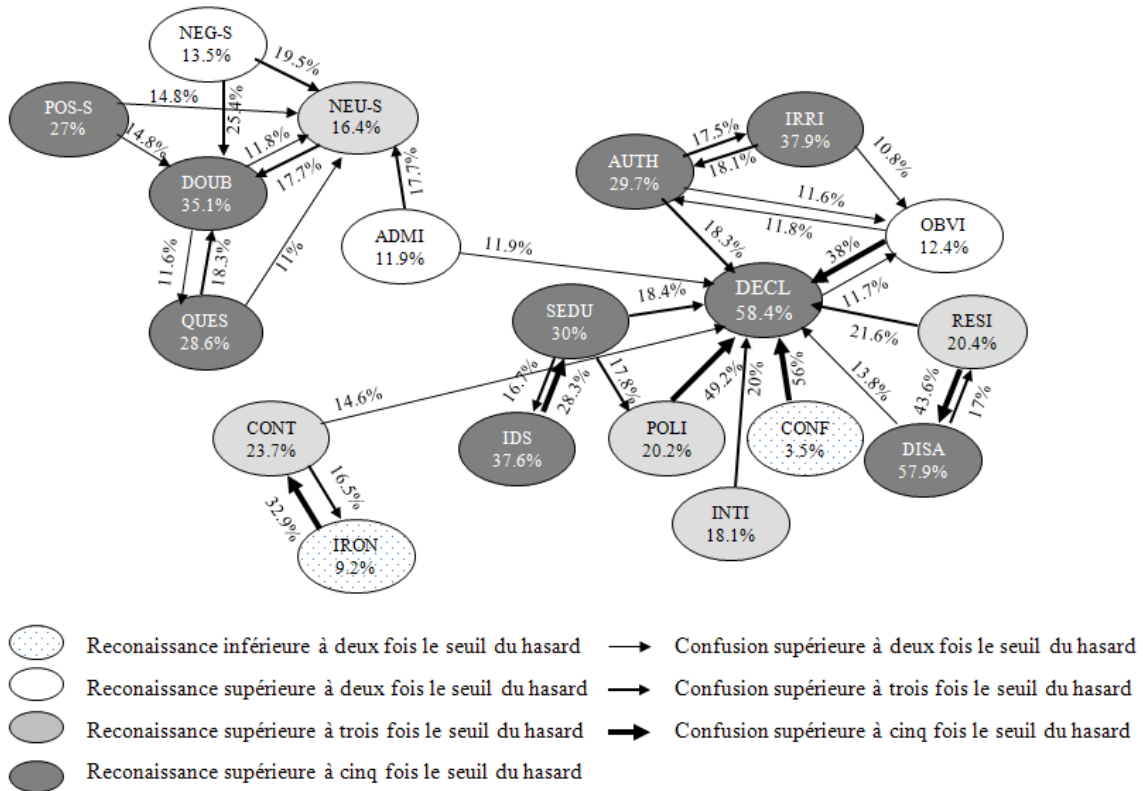 NEG-S
13.5%
19.5%
25.4%
POS-S
27%
14.8%
14.8%
NEU-S
16.4%
11.8%
17.7%
DOUB
35.1%
17.7%
11.6%
18.3%
11%
QUES
28.6%
ADMI
11.9%
11.9%
IRRI
37.9%
17.5%
18.1%
10.8%
AUTH
29.7%
11.6%
11.8%
18.3%
OBVI
12.4%
38%
11.7%
DECL
58.4%
SEDU
30%
18.4%
16.7%
28.3%
17.8%
RESI
20.4%
21.6%
13.8%
43.6%
17%
49.2%
20%
56%
14.6%
CONT
23.7%
IDS
37.6%
POLI
20.2%
CONF
3.5%
DISA
57.9%
16.5%
32.9%
INTI
18.1%
IRON
9.2%
Reconaissance inférieure à deux fois le seuil du hasard
Confusion supérieure à deux fois le seuil du hasard
Reconaissance supérieure à deux fois le seuil du hasard
Confusion supérieure à trois fois le seuil du hasard
Reconaissance supérieure à trois fois le seuil du hasard
Confusion supérieure à cinq fois le seuil du hasard
Reconaissance supérieure à cinq fois le seuil du hasard